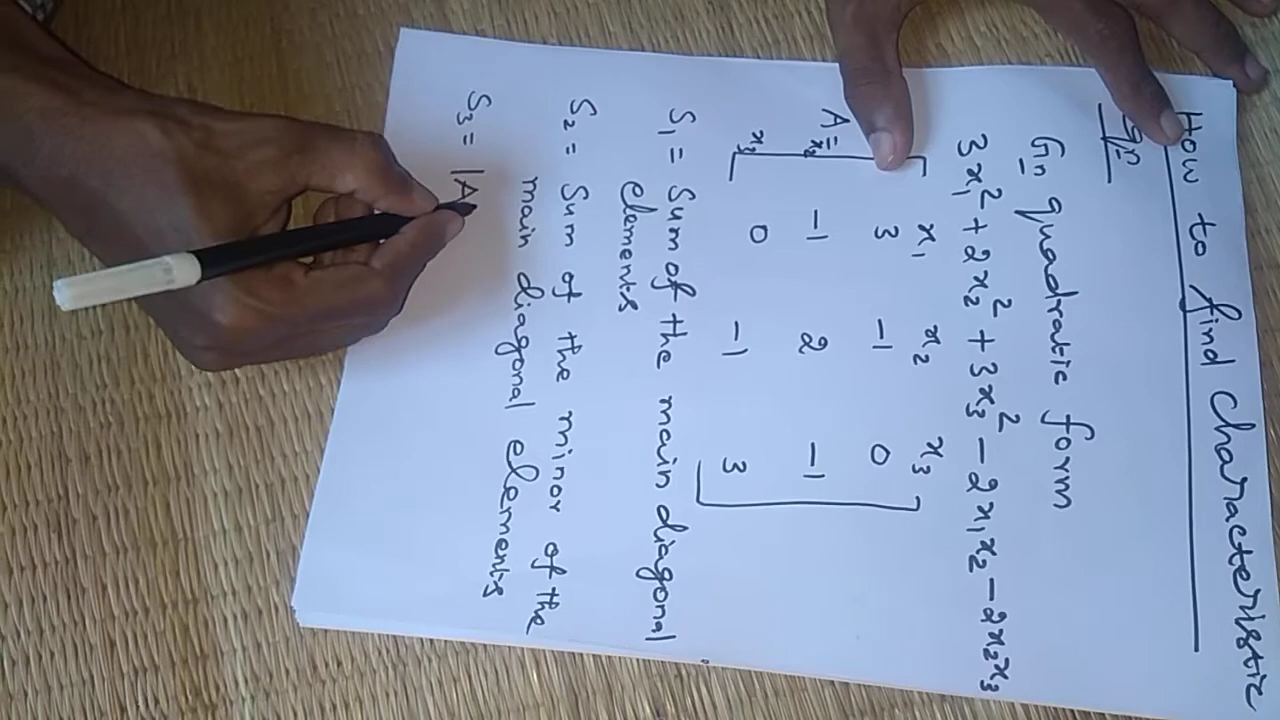 How to find Characteristic
Gn quadratic form
3x₁² + 2x₂² + 3x₃² - 2x₁x₂ - 2x₂x₃
x₁ x₂ x₃
3 -1 0
A = x₂ -1 2 -1
x₃ 0 -1 3
S₁ = Sum of the main diagonal
elements
S₂ = Sum of the minor of the
main diagonal elements
S₃ = |A